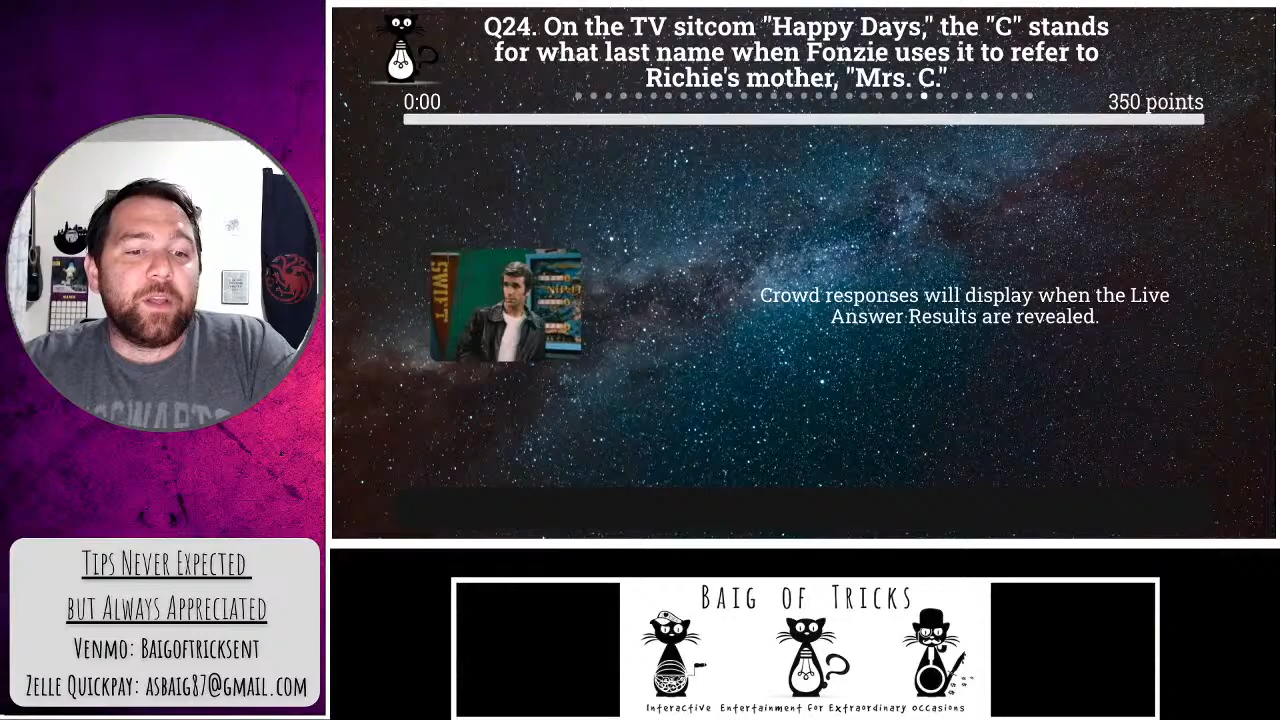 Q24. On the TV sitcom "Happy Days," the "C" stands
for what last name when Fonzie uses it to refer to
Richie's mother, "Mrs. C."
0:00
350 points
SWIFT
Crowd responses will display when the Live
Answer Results are revealed.
HOGWARTS
Tips Never Expected
but Always Appreciated
Venmo: Baigoftricksent
Zelle Quickpay: asbaig87@gmail.com
Baig of Tricks
Interactive Entertainment for Extraordinary occasions